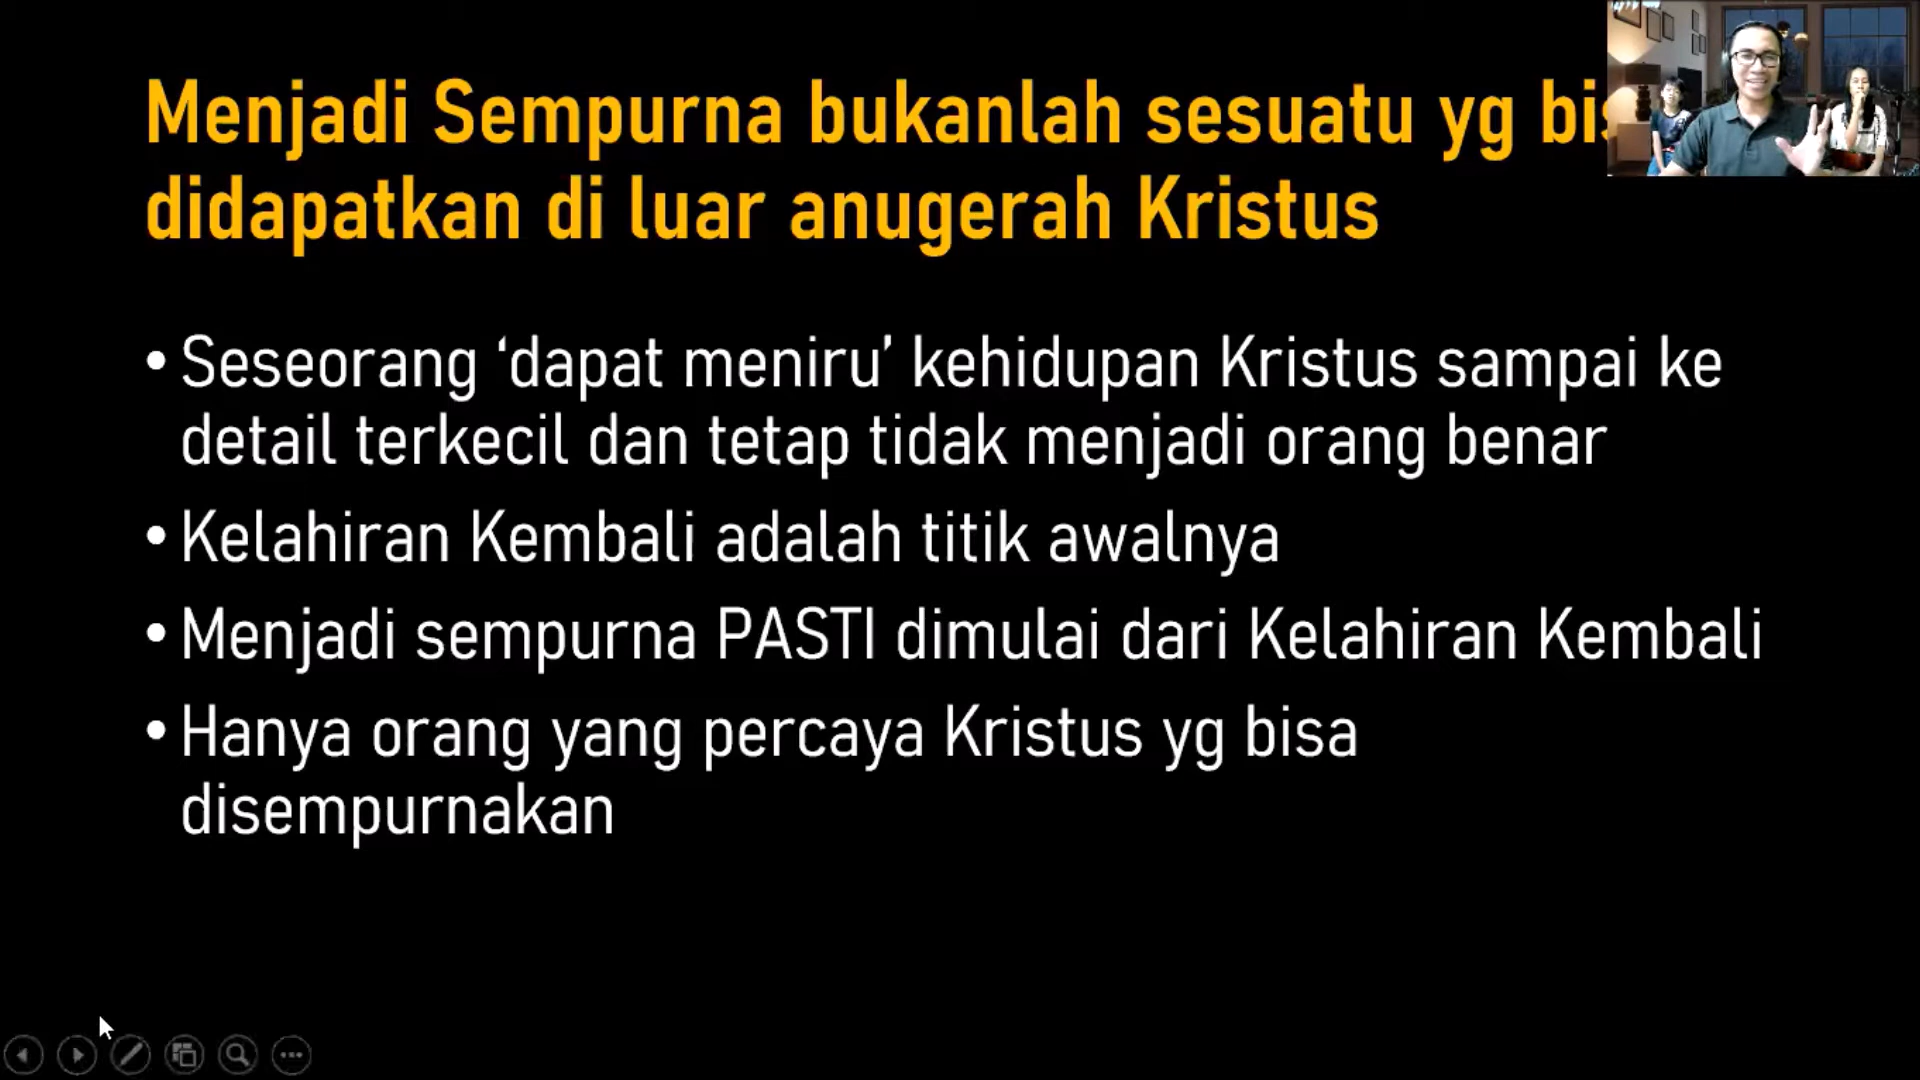 Menjadi Sempurna bukanlah sesuatu yg
didapatkan di luar anugerah Kristus
• Seseorang ‘dapat meniru’ kehidupan Kristus sampai ke
detail terkecil dan tetap tidak menjadi orang benar
• Kelahiran Kembali adalah titik awalnya
• Menjadi sempurna PASTI dimulai dari Kelahiran Kembali
• Hanya orang yang percaya Kristus yg bisa
disempurnakan